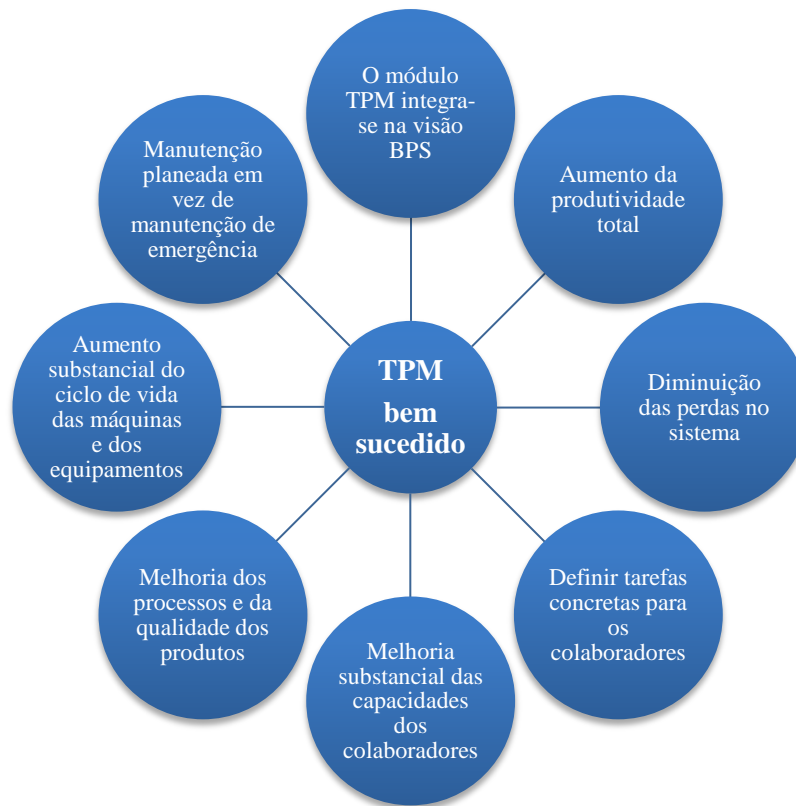 O módulo
TPM integra-
se na visão
BPS
Aumento da
produtividade
total
Diminuição
das perdas no
sistema
Definir tarefas
concretas para
os
colaboradores
Melhoria
substancial das
capacidades
dos
colaboradores
Melhoria dos
processos e da
qualidade dos
produtos
Aumento
substancial do
ciclo de vida
das máquinas
e dos
equipamentos
Manutenção
planeada em
vez de
manutenção de
emergência
TPM
bem
sucedido